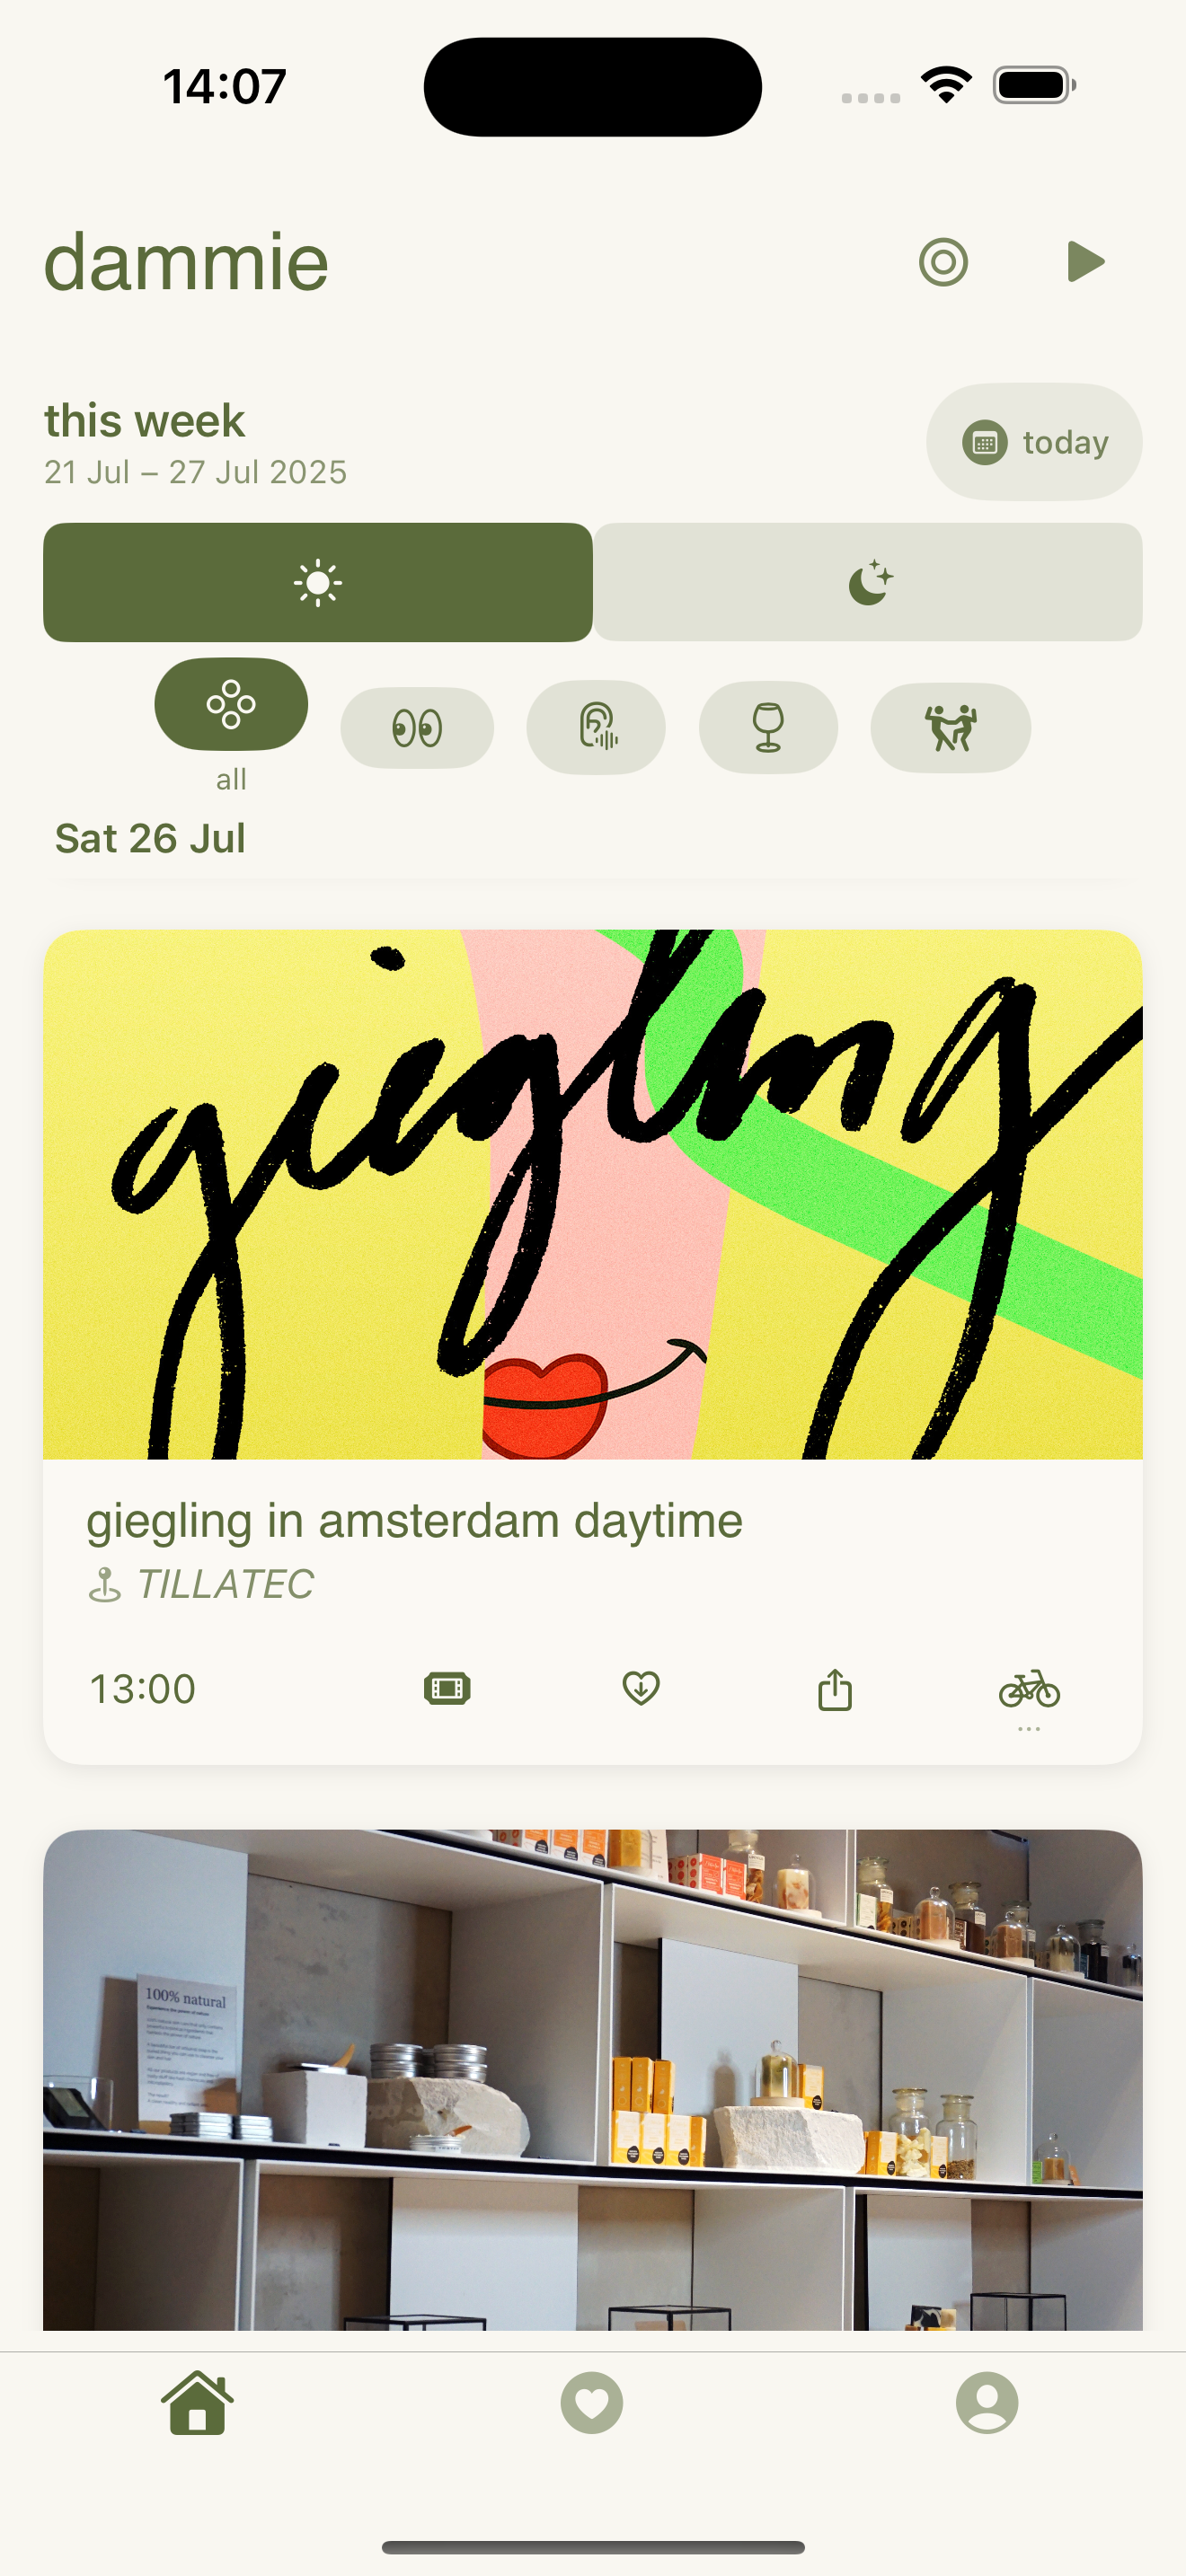 14:07
dammie
this week
21 Jul – 27 Jul 2025
today
all
Sat 26 Jul
giegling
giegling in amsterdam daytime
TILLATEC
13:00
...
100% natural